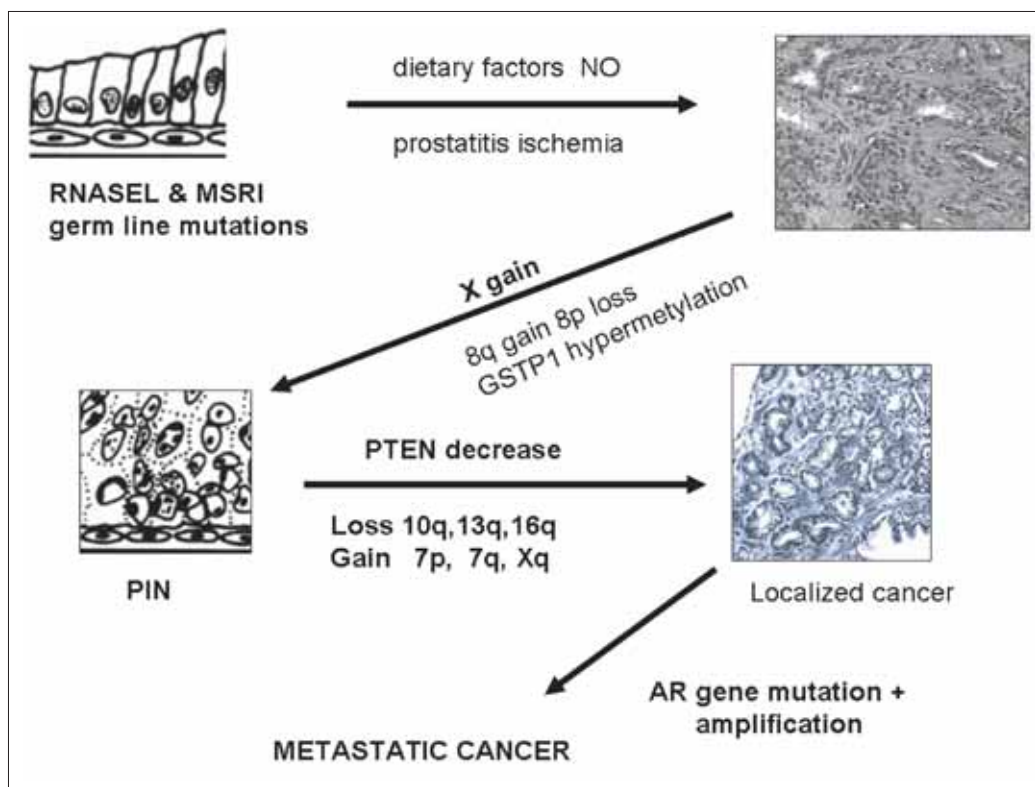 dietary factors NO
prostatitis ischemia
RNASEL & MSRI
germ line mutations
X gain
8q gain 8p loss
GSTP1 hypermetylation
PTEN decrease
Loss 10q,13q,16q
Gain 7p, 7q, Xq
PIN
Localized cancer
AR gene mutation +
amplification
METASTATIC CANCER